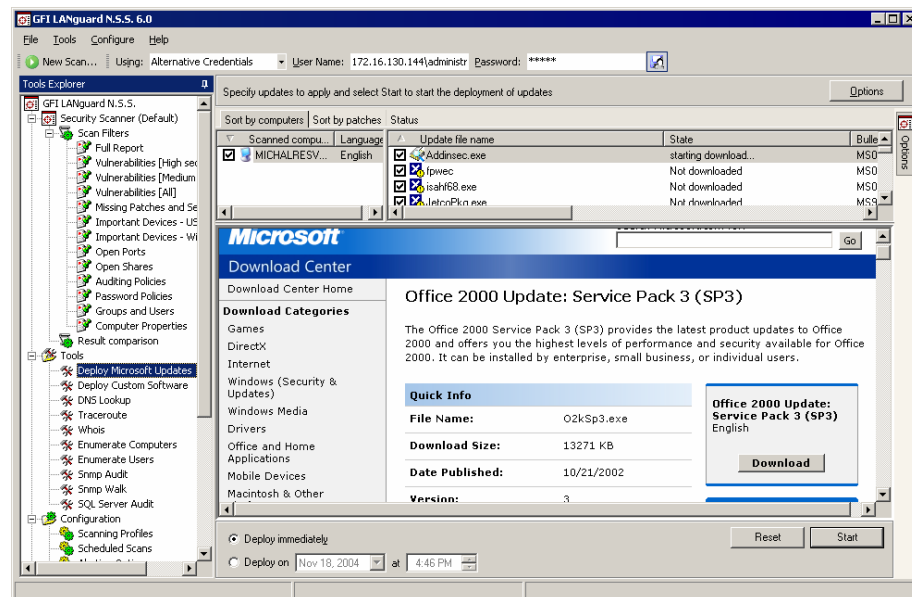 GFI LANguard N.S.S. 6.0
File Tools Configure Help
New Scan... Using: Alternative Credentials User Name: 172.16.130.144\administr Password: *****
Tools Explorer
GFI LANguard N.S.S.
Security Scanner (Default)
Scan Filters
Full Report
Vulnerabilities [High sec
Vulnerabilities [Medium
Vulnerabilities [All]
Missing Patches and Se
Important Devices - US
Important Devices - Wi
Open Ports
Open Shares
Auditing Policies
Password Policies
Groups and Users
Computer Properties
Result comparison
Tools
Deploy Microsoft Updates
Deploy Custom Software
DNS Lookup
Traceroute
Whois
Enumerate Computers
Enumerate Users
Snmp Audit
Snmp Walk
SQL Server Audit
Configuration
Scanning Profiles
Scheduled Scans
Specify updates to apply and select Start to start the deployment of updates
Options
Sort by computers Sort by patches Status
Scanned compu... Language
MICHALRESV... English
Update file name State Bulle
Addinsec.exe starting download... MS0
fpwec Not downloaded MS0
isahf68.exe Not downloaded MS0
JetcoPkg.exe Not downloaded MS9
Options
Microsoft
Go
Download Center
Download Center Home
Download Categories
Games
DirectX
Internet
Windows (Security &
Updates)
Windows Media
Drivers
Office and Home
Applications
Mobile Devices
Macintosh & Other
Office 2000 Update: Service Pack 3 (SP3)
The Office 2000 Service Pack 3 (SP3) provides the latest product updates to Office
2000 and offers you the highest levels of performance and security available for Office
2000. It can be installed by enterprise, small business, or individual users.
Quick Info
File Name: O2kSp3.exe
Download Size: 13271 KB
Date Published: 10/21/2002
Version: 3
Office 2000 Update:
Service Pack 3 (SP3)
English
Download
Deploy immediately
Deploy on Nov 18, 2004 at 4:46 PM
Reset Start